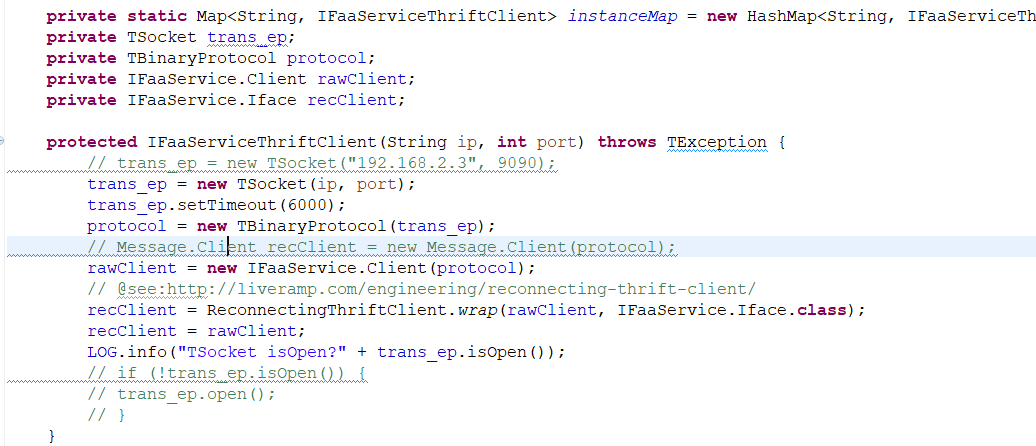 private static Map<String, IFaaServiceThriftClient> instanceMap = new HashMap<String, IFaaServiceTh
private TSocket trans_ep;
private TBinaryProtocol protocol;
private IFaaService.Client rawClient;
private IFaaService.Iface recClient;
protected IFaaServiceThriftClient(String ip, int port) throws TException {
// trans_ep = new TSocket("192.168.2.3", 9090);
trans_ep = new TSocket(ip, port);
trans_ep.setTimeout(6000);
protocol = new TBinaryProtocol(trans_ep);
// Message.Client recClient = new Message.Client(protocol);
rawClient = new IFaaService.Client(protocol);
// @see:http://liveramp.com/engineering/reconnecting-thrift-client/
recClient = ReconnectingThriftClient.wrap(rawClient, IFaaService.Iface.class);
recClient = rawClient;
LOG.info("TSocket isOpen?" + trans_ep.isOpen());
// if (!trans_ep.isOpen()) {
// trans_ep.open();
// }
}